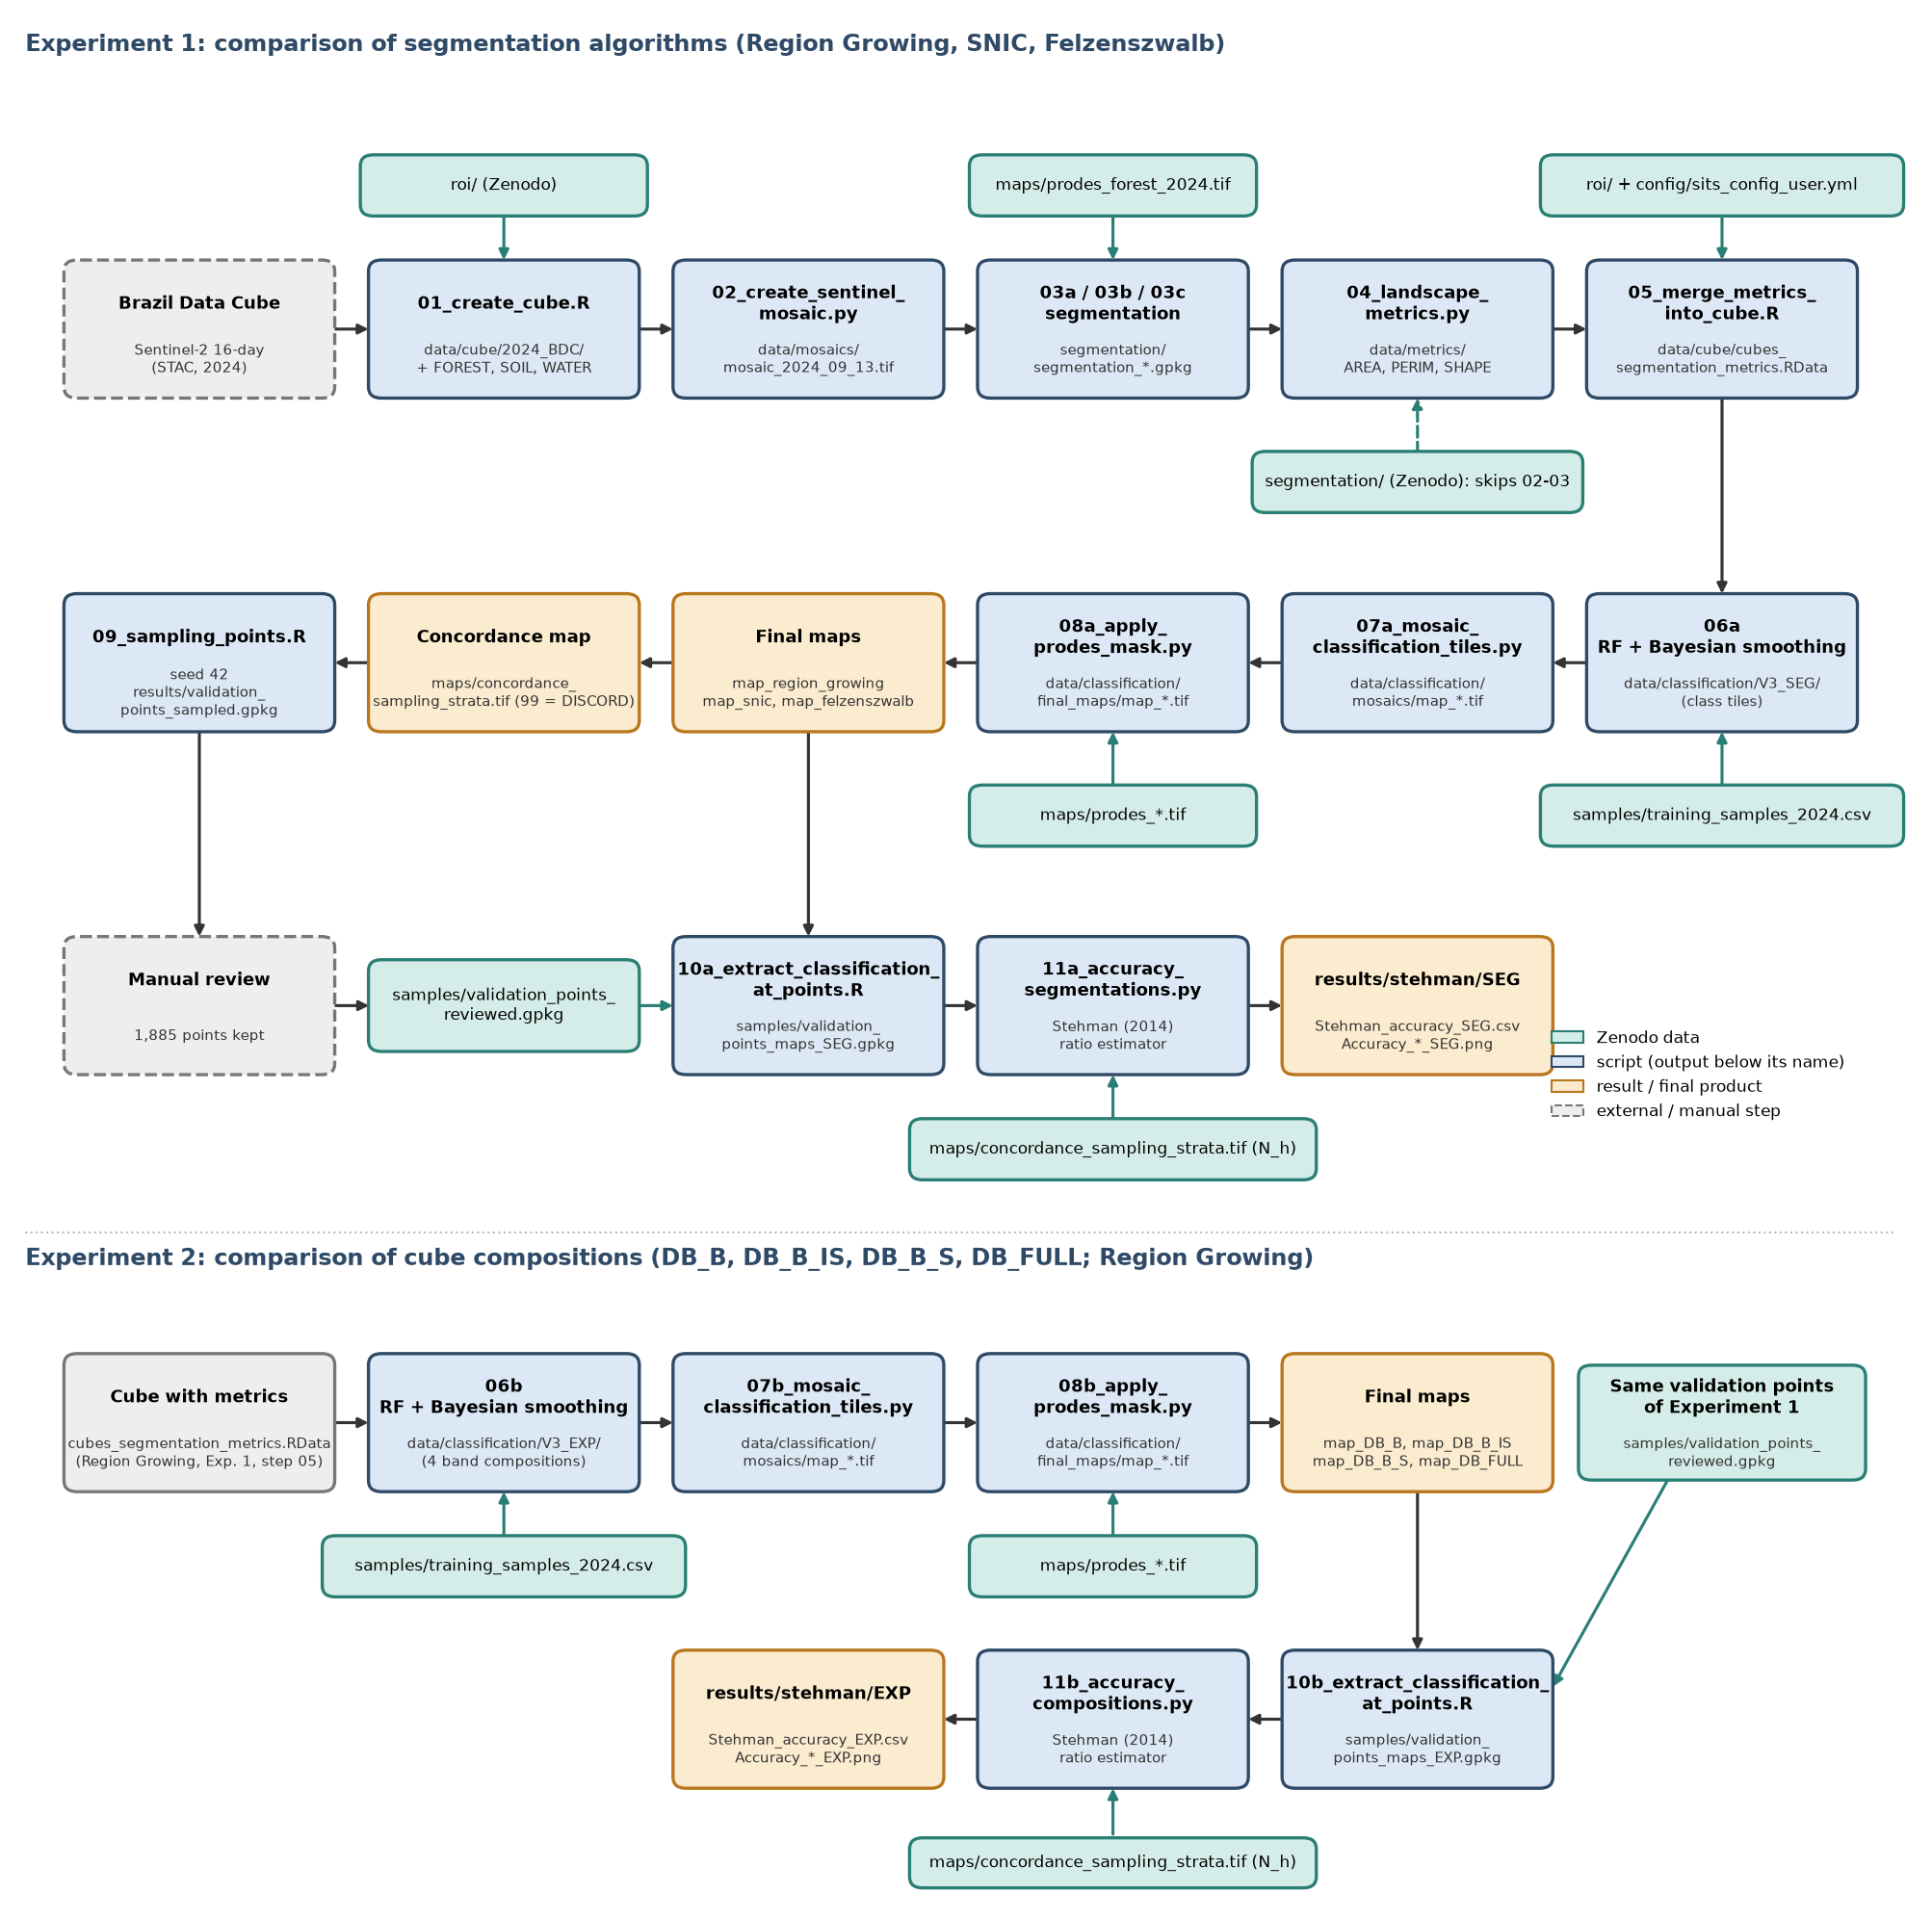 Experiment 1: comparison of segmentation algorithms (Region Growing, SNIC, Felzenszwalb)
roi/ (Zenodo)
maps/prodes_forest_2024.tif
roi/ + config/sits_config_user.yml
Brazil Data Cube
Sentinel-2 16-day
(STAC, 2024)
01_create_cube.R
data/cube/2024_BDC/
+ FOREST, SOIL, WATER
02_create_sentinel_
mosaic.py
data/mosaics/
mosaic_2024_09_13.tif
03a / 03b / 03c
segmentation
segmentation/
segmentation_*.gpkg
04_landscape_
metrics.py
data/metrics/
AREA, PERIM, SHAPE
05_merge_metrics_
into_cube.R
data/cube/cubes_
segmentation_metrics.RData
segmentation/ (Zenodo): skips 02-03
09_sampling_points.R
seed 42
results/validation_
points_sampled.gpkg
Concordance map
maps/concordance_
sampling_strata.tif (99 = DISCORD)
Final maps
map_region_growing
map_snic, map_felzenszwalb
08a_apply_
prodes_mask.py
data/classification/
final_maps/map_*.tif
07a_mosaic_
classification_tiles.py
data/classification/
mosaics/map_*.tif
06a
RF + Bayesian smoothing
data/classification/V3_SEG/
(class tiles)
maps/prodes_*.tif
samples/training_samples_2024.csv
Manual review
1,885 points kept
samples/validation_points_
reviewed.gpkg
10a_extract_classification_
at_points.R
samples/validation_
points_maps_SEG.gpkg
11a_accuracy_
segmentations.py
Stehman (2014)
ratio estimator
results/stehman/SEG
Stehman_accuracy_SEG.csv
Accuracy_*_SEG.png
Zenodo data
script (output below its name)
result / final product
external / manual step
maps/concordance_sampling_strata.tif (N_h)
Experiment 2: comparison of cube compositions (DB_B, DB_B_IS, DB_B_S, DB_FULL; Region Growing)
Cube with metrics
cubes_segmentation_metrics.RData
(Region Growing, Exp. 1, step 05)
06b
RF + Bayesian smoothing
data/classification/V3_EXP/
(4 band compositions)
07b_mosaic_
classification_tiles.py
data/classification/
mosaics/map_*.tif
08b_apply_
prodes_mask.py
data/classification/
final_maps/map_*.tif
Final maps
map_DB_B, map_DB_B_IS
map_DB_B_S, map_DB_FULL
Same validation points
of Experiment 1
samples/validation_points_
reviewed.gpkg
samples/training_samples_2024.csv
maps/prodes_*.tif
results/stehman/EXP
Stehman_accuracy_EXP.csv
Accuracy_*_EXP.png
11b_accuracy_
compositions.py
Stehman (2014)
ratio estimator
10b_extract_classification_
at_points.R
samples/validation_
points_maps_EXP.gpkg
maps/concordance_sampling_strata.tif (N_h)